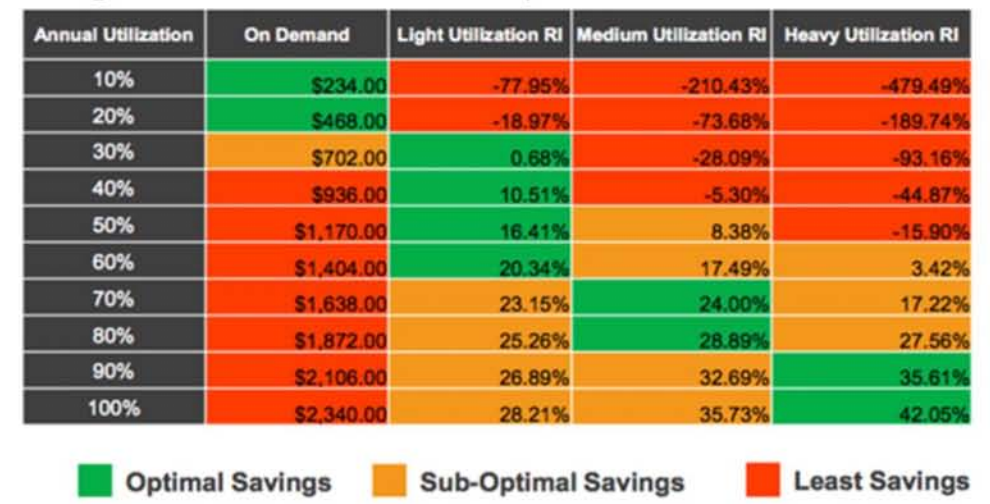 Annual Utilization On Demand Light Utilization RI Medium Utilization RI Heavy Utilization RI
10% $234.00 -77.95% -210.43% -479.49%
20% $468.00 -18.97% -73.68% -189.74%
30% $702.00 0.68% -28.09% -93.16%
40% $936.00 10.51% -5.30% -44.87%
50% $1,170.00 16.41% 8.38% -15.90%
60% $1,404.00 20.34% 17.49% 3.42%
70% $1,638.00 23.15% 24.00% 17.22%
80% $1,872.00 25.26% 28.89% 27.56%
90% $2,106.00 26.89% 32.69% 35.61%
100% $2,340.00 28.21% 35.73% 42.05%
Optimal Savings Sub-Optimal Savings Least Savings